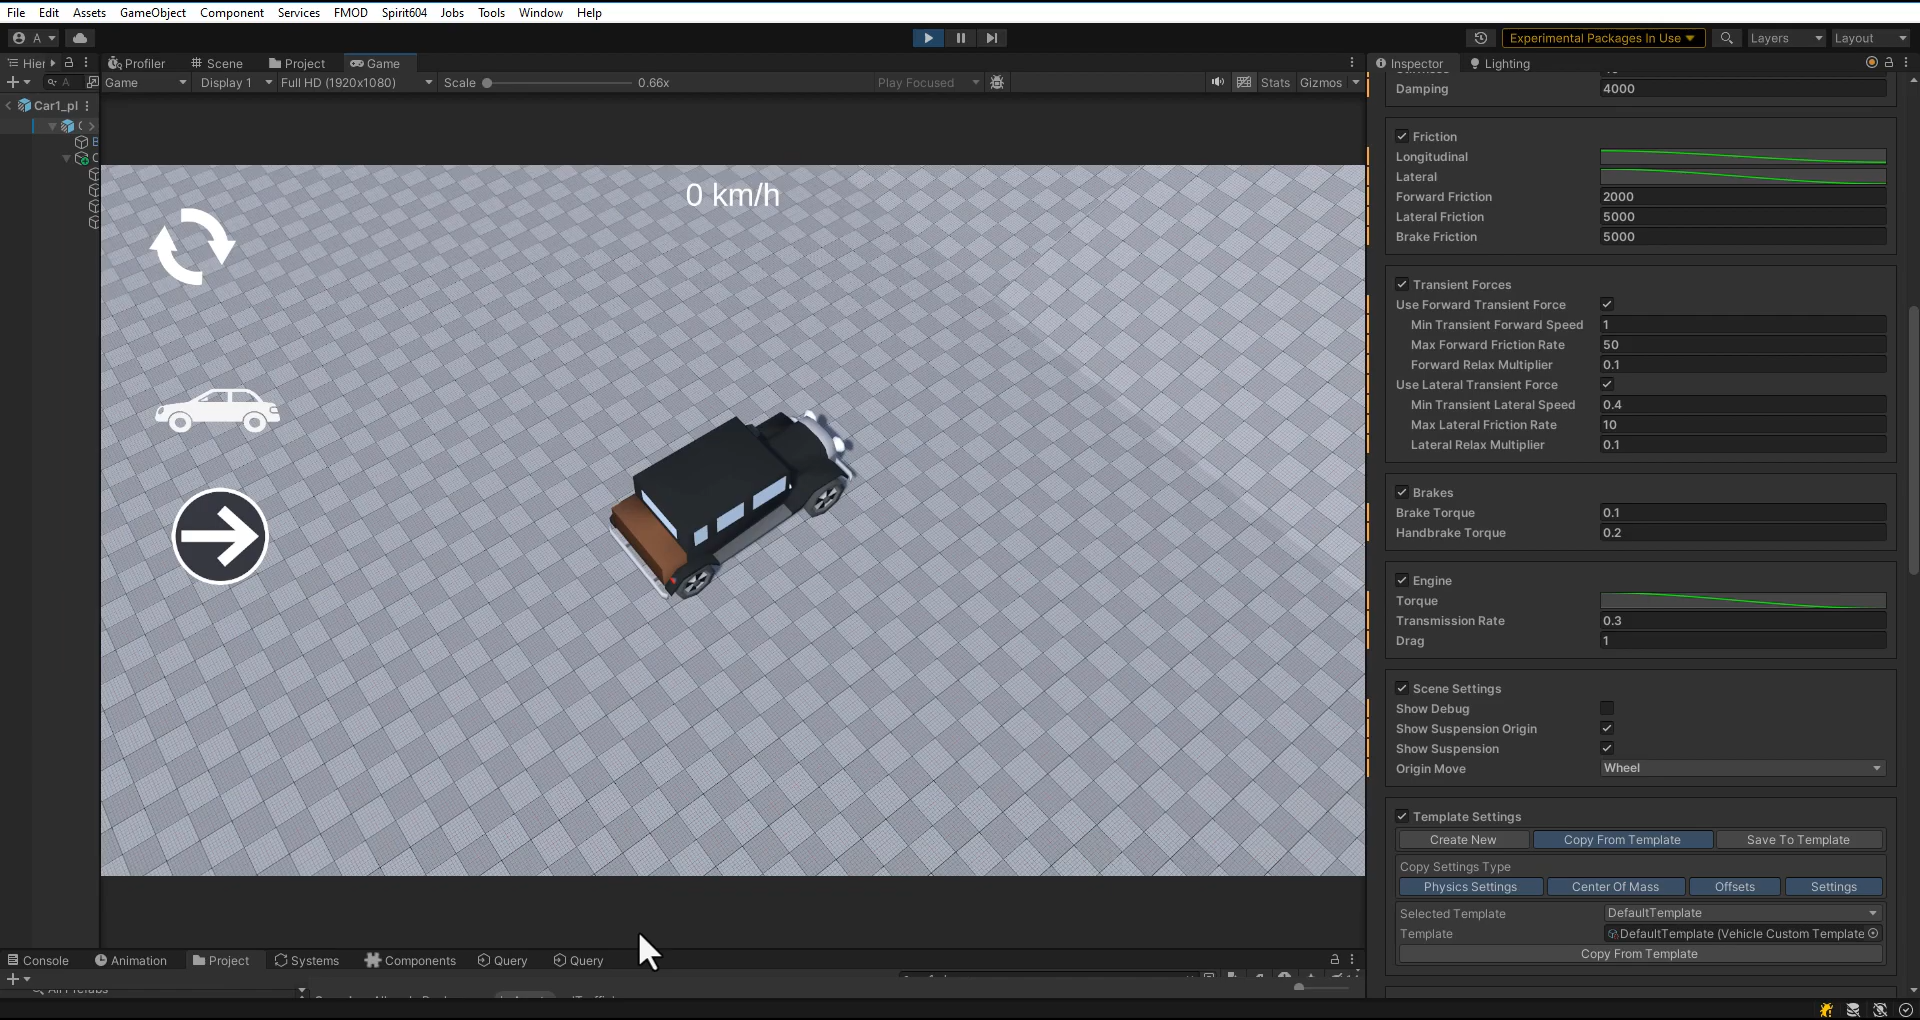 File Edit Assets GameObject Component Services FMOD Spirit604 Jobs Tools Window Help
A Experimental Packages In Use Layers Layout
Hier Profiler Scene Project Game Inspector Lighting
Game Display 1 Full HD (1920x1080) Scale 0.66x Play Focused Stats Gizmos
Car1_pl
0 km/h
Damping 4000
Friction
Longitudinal
Lateral
Forward Friction 2000
Lateral Friction 5000
Brake Friction 5000
Transient Forces
Use Forward Transient Force
Min Transient Forward Speed 1
Max Forward Friction Rate 50
Forward Relax Multiplier 0.1
Use Lateral Transient Force
Min Transient Lateral Speed 0.4
Max Lateral Friction Rate 10
Lateral Relax Multiplier 0.1
Brakes
Brake Torque 0.1
Handbrake Torque 0.2
Engine
Torque
Transmission Rate 0.3
Drag 1
Scene Settings
Show Debug
Show Suspension Origin
Show Suspension
Origin Move Wheel
Template Settings
Create New Copy From Template Save To Template
Copy Settings Type
Physics Settings Center Of Mass Offsets Settings
Selected Template DefaultTemplate
Template DefaultTemplate (Vehicle Custom Template
Copy From Template
Console Animation Project Systems Components Query Query
All Prefabs